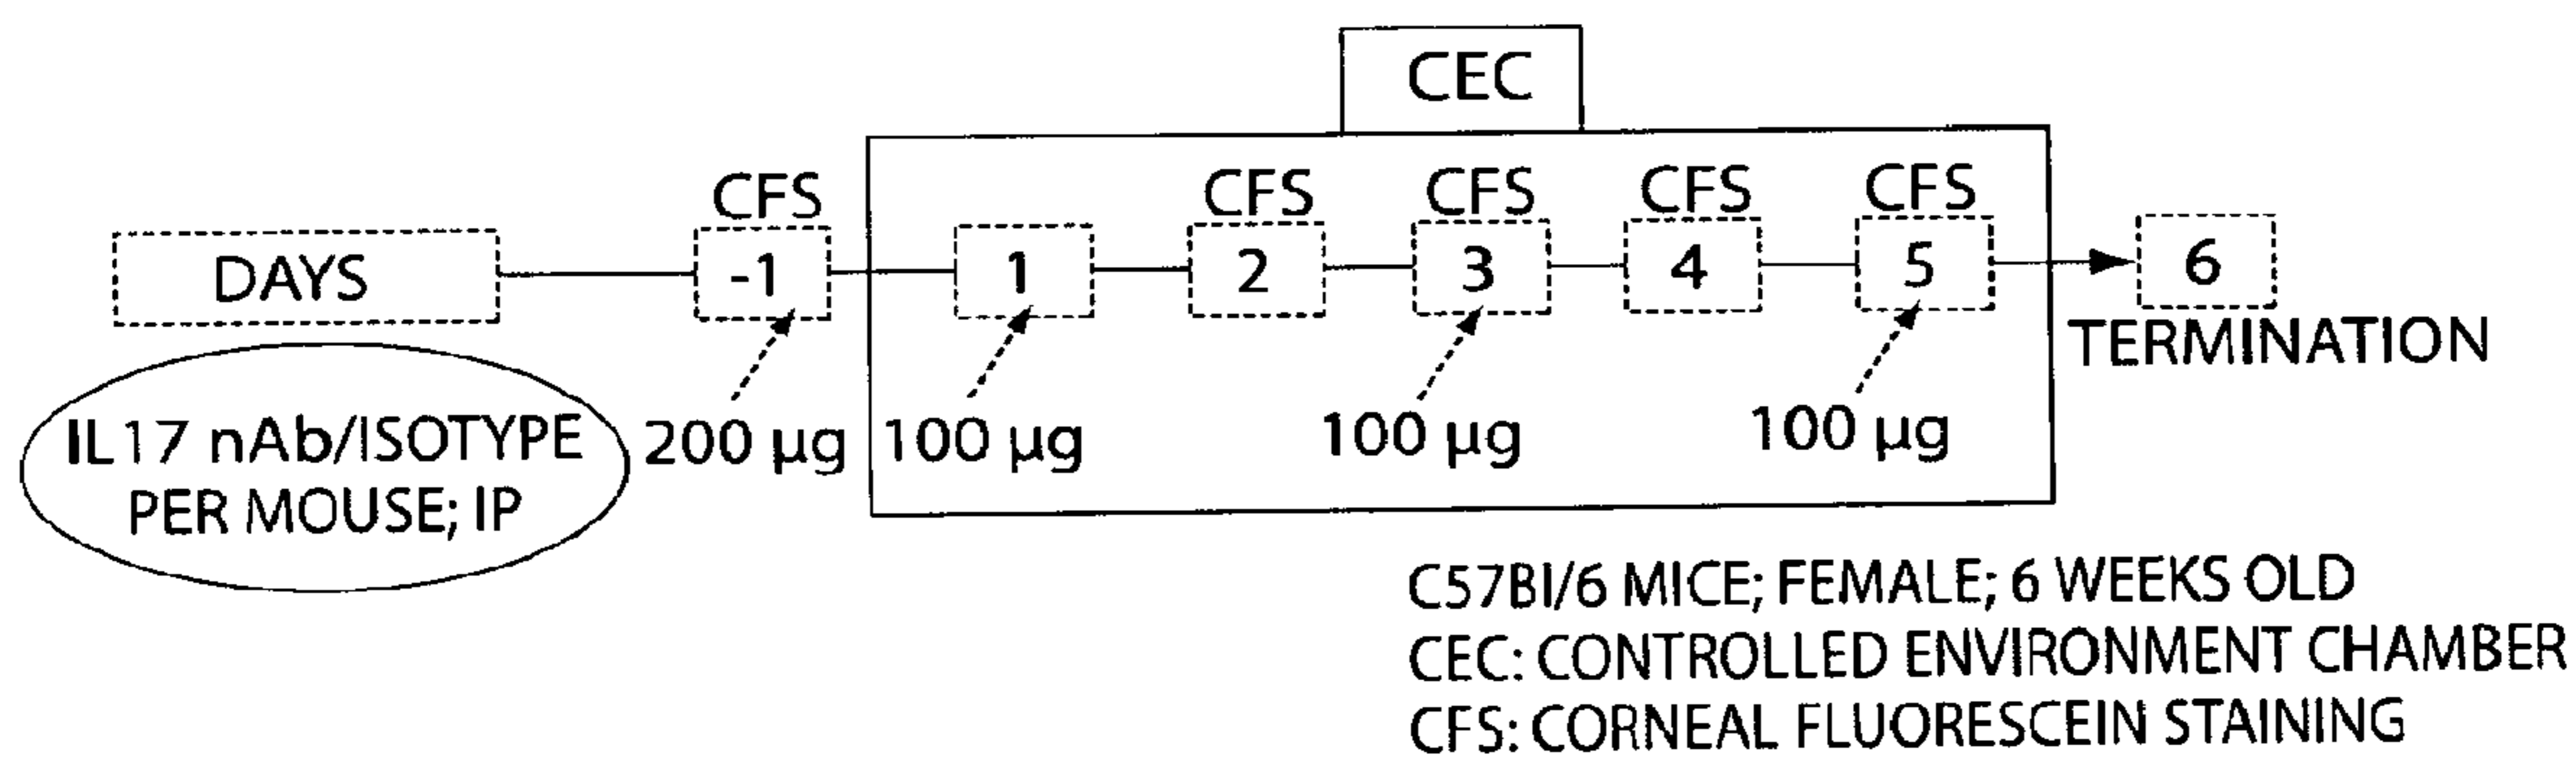 CEC
CFS CFS CFS CFS CFS
DAYS -1 1 2 3 4 5 6
TERMINATION
IL17 nAb/ISOTYPE
PER MOUSE; IP
200 µg 100 µg 100 µg 100 µg
C57BI/6 MICE; FEMALE; 6 WEEKS OLD
CEC: CONTROLLED ENVIRONMENT CHAMBER
CFS: CORNEAL FLUORESCEIN STAINING